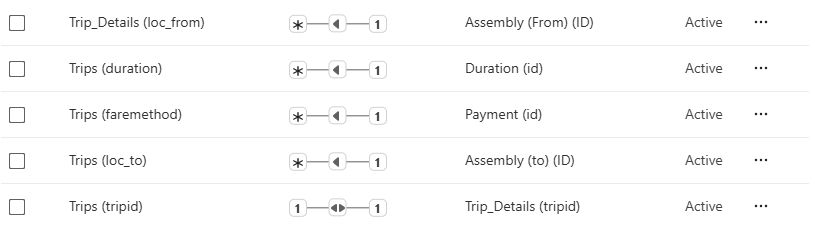 Trip_Details (loc_from) * 1 Assembly (From) (ID) Active ...
Trips (duration) * 1 Duration (id) Active ...
Trips (faremethod) * 1 Payment (id) Active ...
Trips (loc_to) * 1 Assembly (to) (ID) Active ...
Trips (tripid) 1 1 Trip_Details (tripid) Active ...